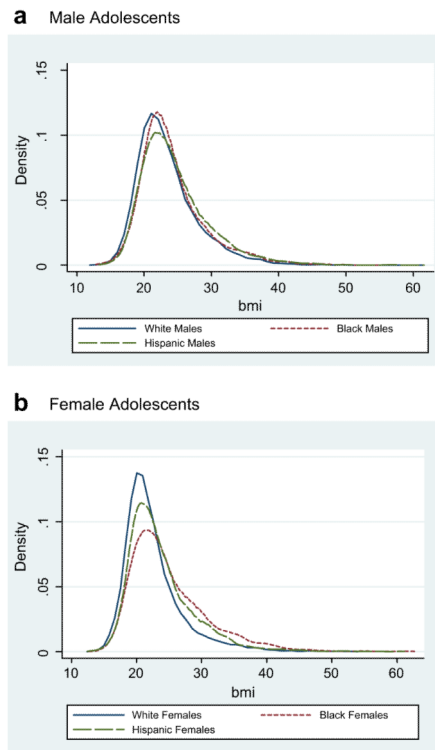 a Male Adolescents
.15
.1
.05
0
Density
10 20 30 40 50 60
bmi
White Males Black Males
Hispanic Males
b Female Adolescents
.15
.1
.05
0
Density
10 20 30 40 50 60
bmi
White Females Black Females
Hispanic Females